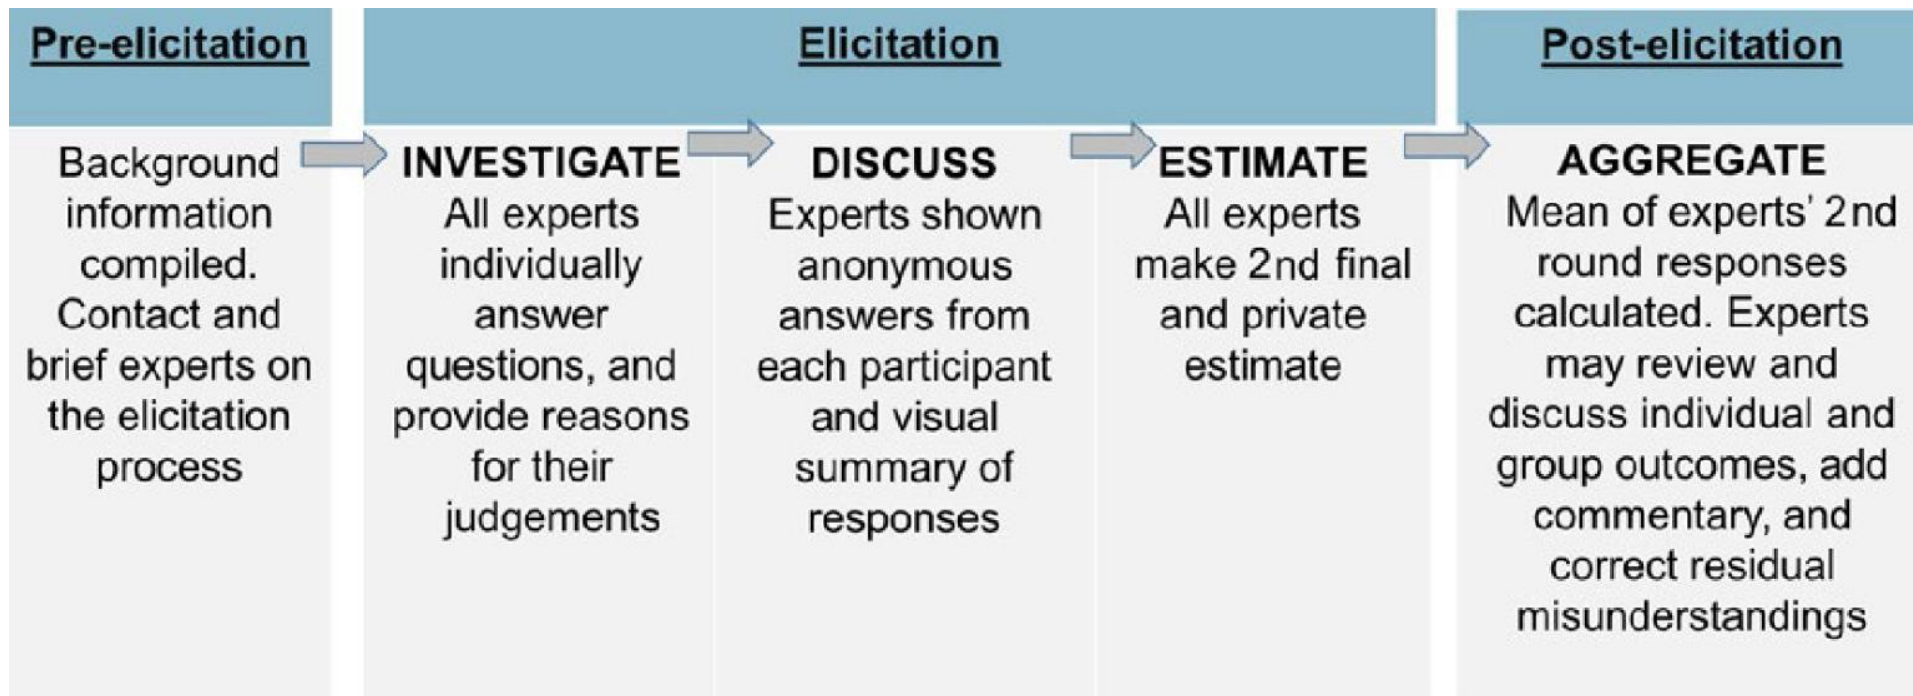 Pre-elicitation
Elicitation
Post-elicitation
Background
information
compiled.
Contact and
brief experts on
the elicitation
process
INVESTIGATE
All experts
individually
answer
questions, and
provide reasons
for their
judgements
DISCUSS
Experts shown
anonymous
answers from
each participant
and visual
summary of
responses
ESTIMATE
All experts
make 2nd final
and private
estimate
AGGREGATE
Mean of experts’ 2nd
round responses
calculated. Experts
may review and
discuss individual and
group outcomes, add
commentary, and
correct residual
misunderstandings